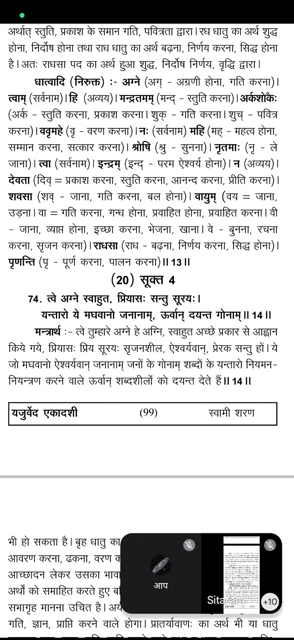 अर्थात् स्तुति, प्रकाश के समान गति, पवित्रता द्वारा। रध धातु का अर्थ शुद्ध
होना, निर्दोष होना तथा राध धातु का अर्थ बढ़ना, निर्णय करना, सिद्ध होना
है। अतः राधसा पद का अर्थ हुआ शुद्ध, निर्दोष निर्णय, वृद्धि द्वारा।
धात्वादि (निरुक्त) :- अग्ने (अग् - अग्रणी होना, गति करना)।
त्वाम् (सर्वनाम)। हि (अव्यय)। मन्द्रतमम् (मन्द् - स्तुति करना)। अर्कशोकैः
(अर्क - स्तुति करना, प्रकाश करना। शुक् - गति करना। शुच् - पवित्र
करना)। ववृमहे (वृ - वरण करना)। नः (सर्वनाम) महि (मह् - महत्व होना,
सम्मान करना, सत्कार करना)। श्रोषि (श्रु - सुनना)। नृतमाः (नृ - ले
जाना)। त्वा (सर्वनाम)। इन्द्रम् (इन्द् - परम ऐश्वर्य होना)। न (अव्यय)।
देवता (दिव् = प्रकाश करना, स्तुति करना, आनन्द करना, प्रीति करना)।
शवसा (शव् - जाना, गति करना, बल होना)। वायुम् (वय = जाना,
उड़ना। वा = गति करना, गन्ध होना, प्रवाहित होना, प्रवाहित करना। वी
- जाना, व्याप्त होना, इच्छा करना, भेजना, खाना। वे - बुनना, रचना
करना, सृजन करना)। राधसा (राध - बढ़ना, निर्णय करना, सिद्ध होना)।
पृणन्ति (पृ - पूर्ण करना, पालन करना)॥ 13॥
(20) सूक्त 4
74. त्वे अग्ने स्वाहुत, प्रियासः सन्तु सूरयः।
यन्तारो ये मघवानो जनानाम्, ऊर्वान् दयन्त गोनाम्॥ 14॥
मन्त्रार्थ :- त्वे तुम्हारे अग्ने हे अग्नि, स्वाहुत अच्छे प्रकार से आह्वान
किये गये, प्रियासः प्रिय सूरयः सृजनशील, ऐश्वर्यवान्, प्रेरक सन्तु हों। ये
जो मघवानो ऐश्वर्यवान् जनानाम् जनों के गोनाम् शब्दों के यन्तारो नियमन-
नियन्त्रण करने वाले ऊर्वान् शब्दशीलों को दयन्त देते हैं॥ 14॥
यजुर्वेद एकादशी (99) स्वामी शरण
भी हो सकता है। बृह धातु का
आवरण करना, ढकना, वरण क
आच्छादन लेकर उसका भावा
अर्थों को समाहित करते हुए ब
सभागृह मानना उचित है। अय
गति, ज्ञान, प्राप्ति करने वाले होगा। प्रातर्यावाणः का अर्थ भी या धातु
आप
Sita
+10